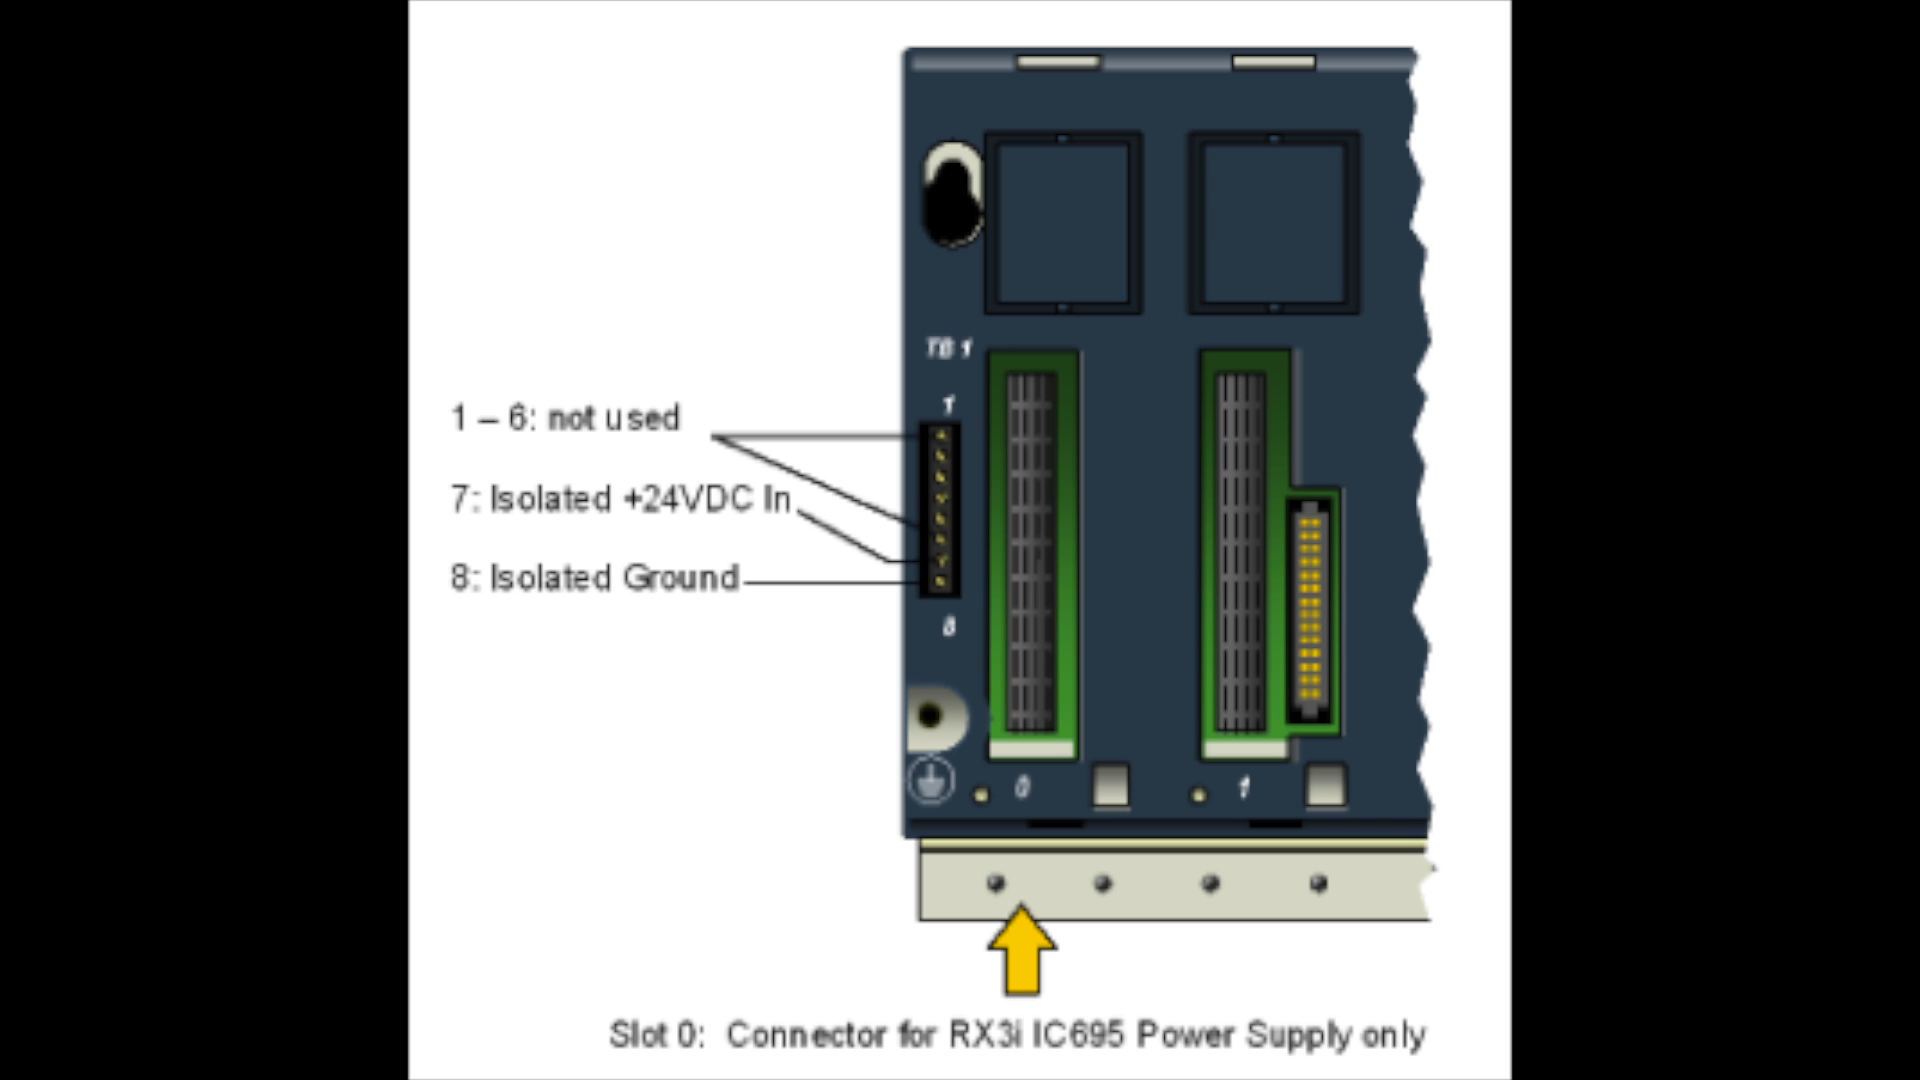 TB 1
1
1 – 6: not used
7: Isolated +24VDC In
8: Isolated Ground
8
0
1
Slot 0: Connector for RX3i IC695 Power Supply only